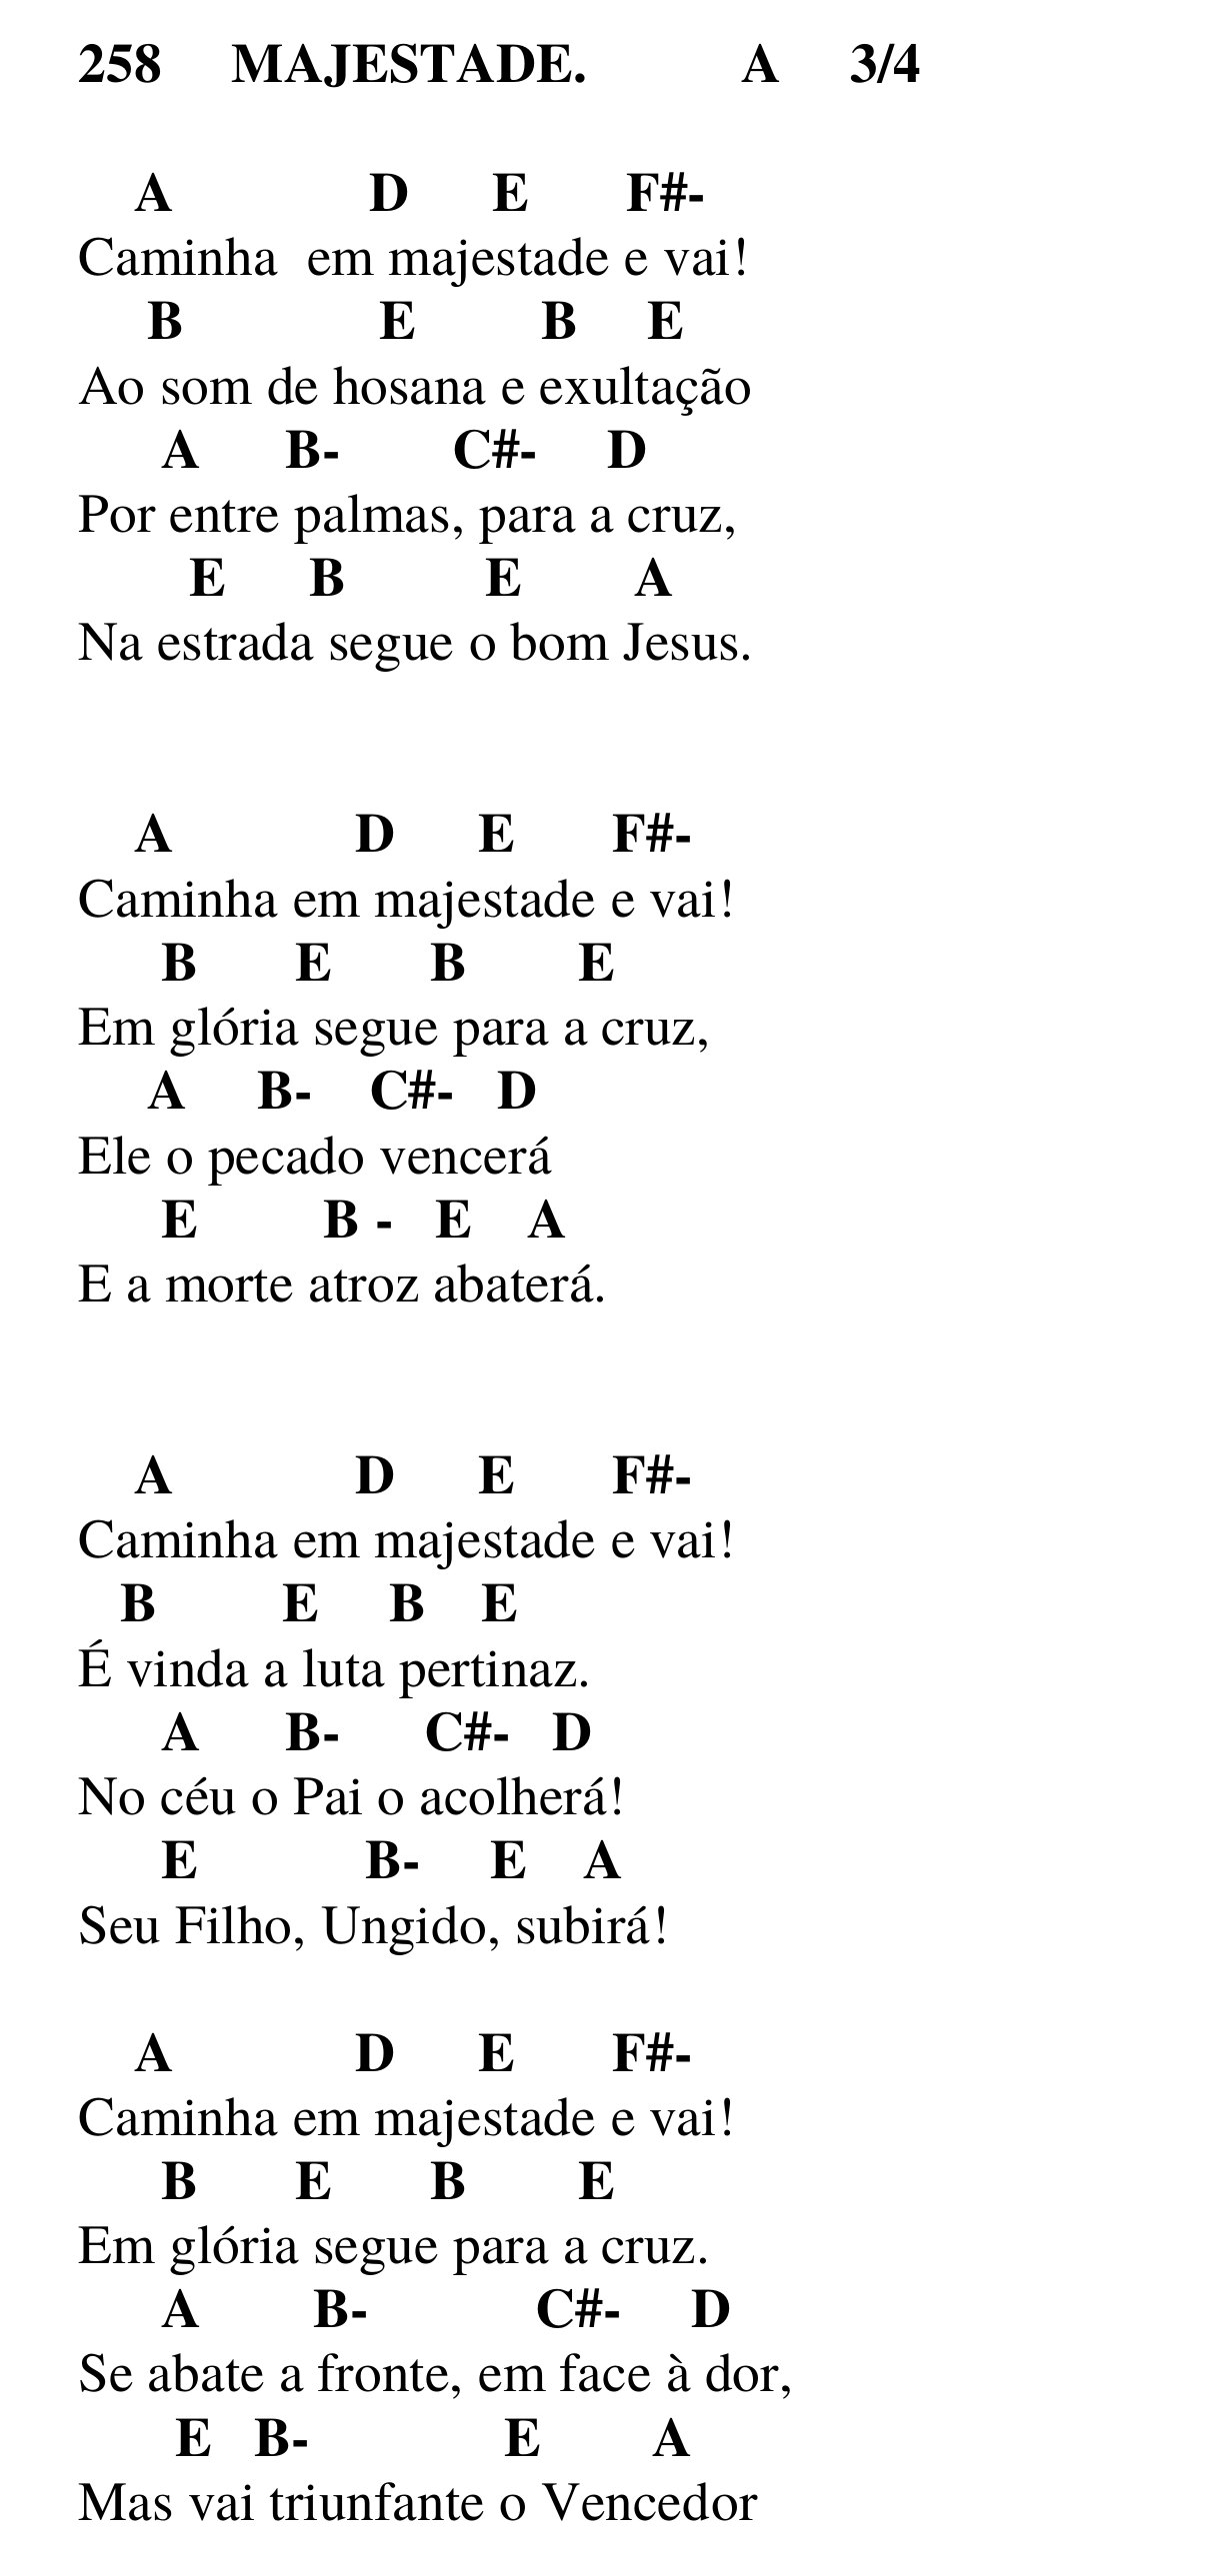 258 MAJESTADE. A 3/4
A D E F#-
Caminha em majestade e vai!
B E B E
Ao som de hosana e exultação
A B- C#- D
Por entre palmas, para a cruz,
E B E A
Na estrada segue o bom Jesus.
A D E F#-
Caminha em majestade e vai!
B E B E
Em glória segue para a cruz,
A B- C#- D
Ele o pecado vencerá
E B - E A
E a morte atroz abaterá.
A D E F#-
Caminha em majestade e vai!
B E B E
É vinda a luta pertinaz.
A B- C#- D
No céu o Pai o acolherá!
E B- E A
Seu Filho, Ungido, subirá!
A D E F#-
Caminha em majestade e vai!
B E B E
Em glória segue para a cruz.
A B- C#- D
Se abate a fronte, em face à dor,
E B- E A
Mas vai triunfante o Vencedor